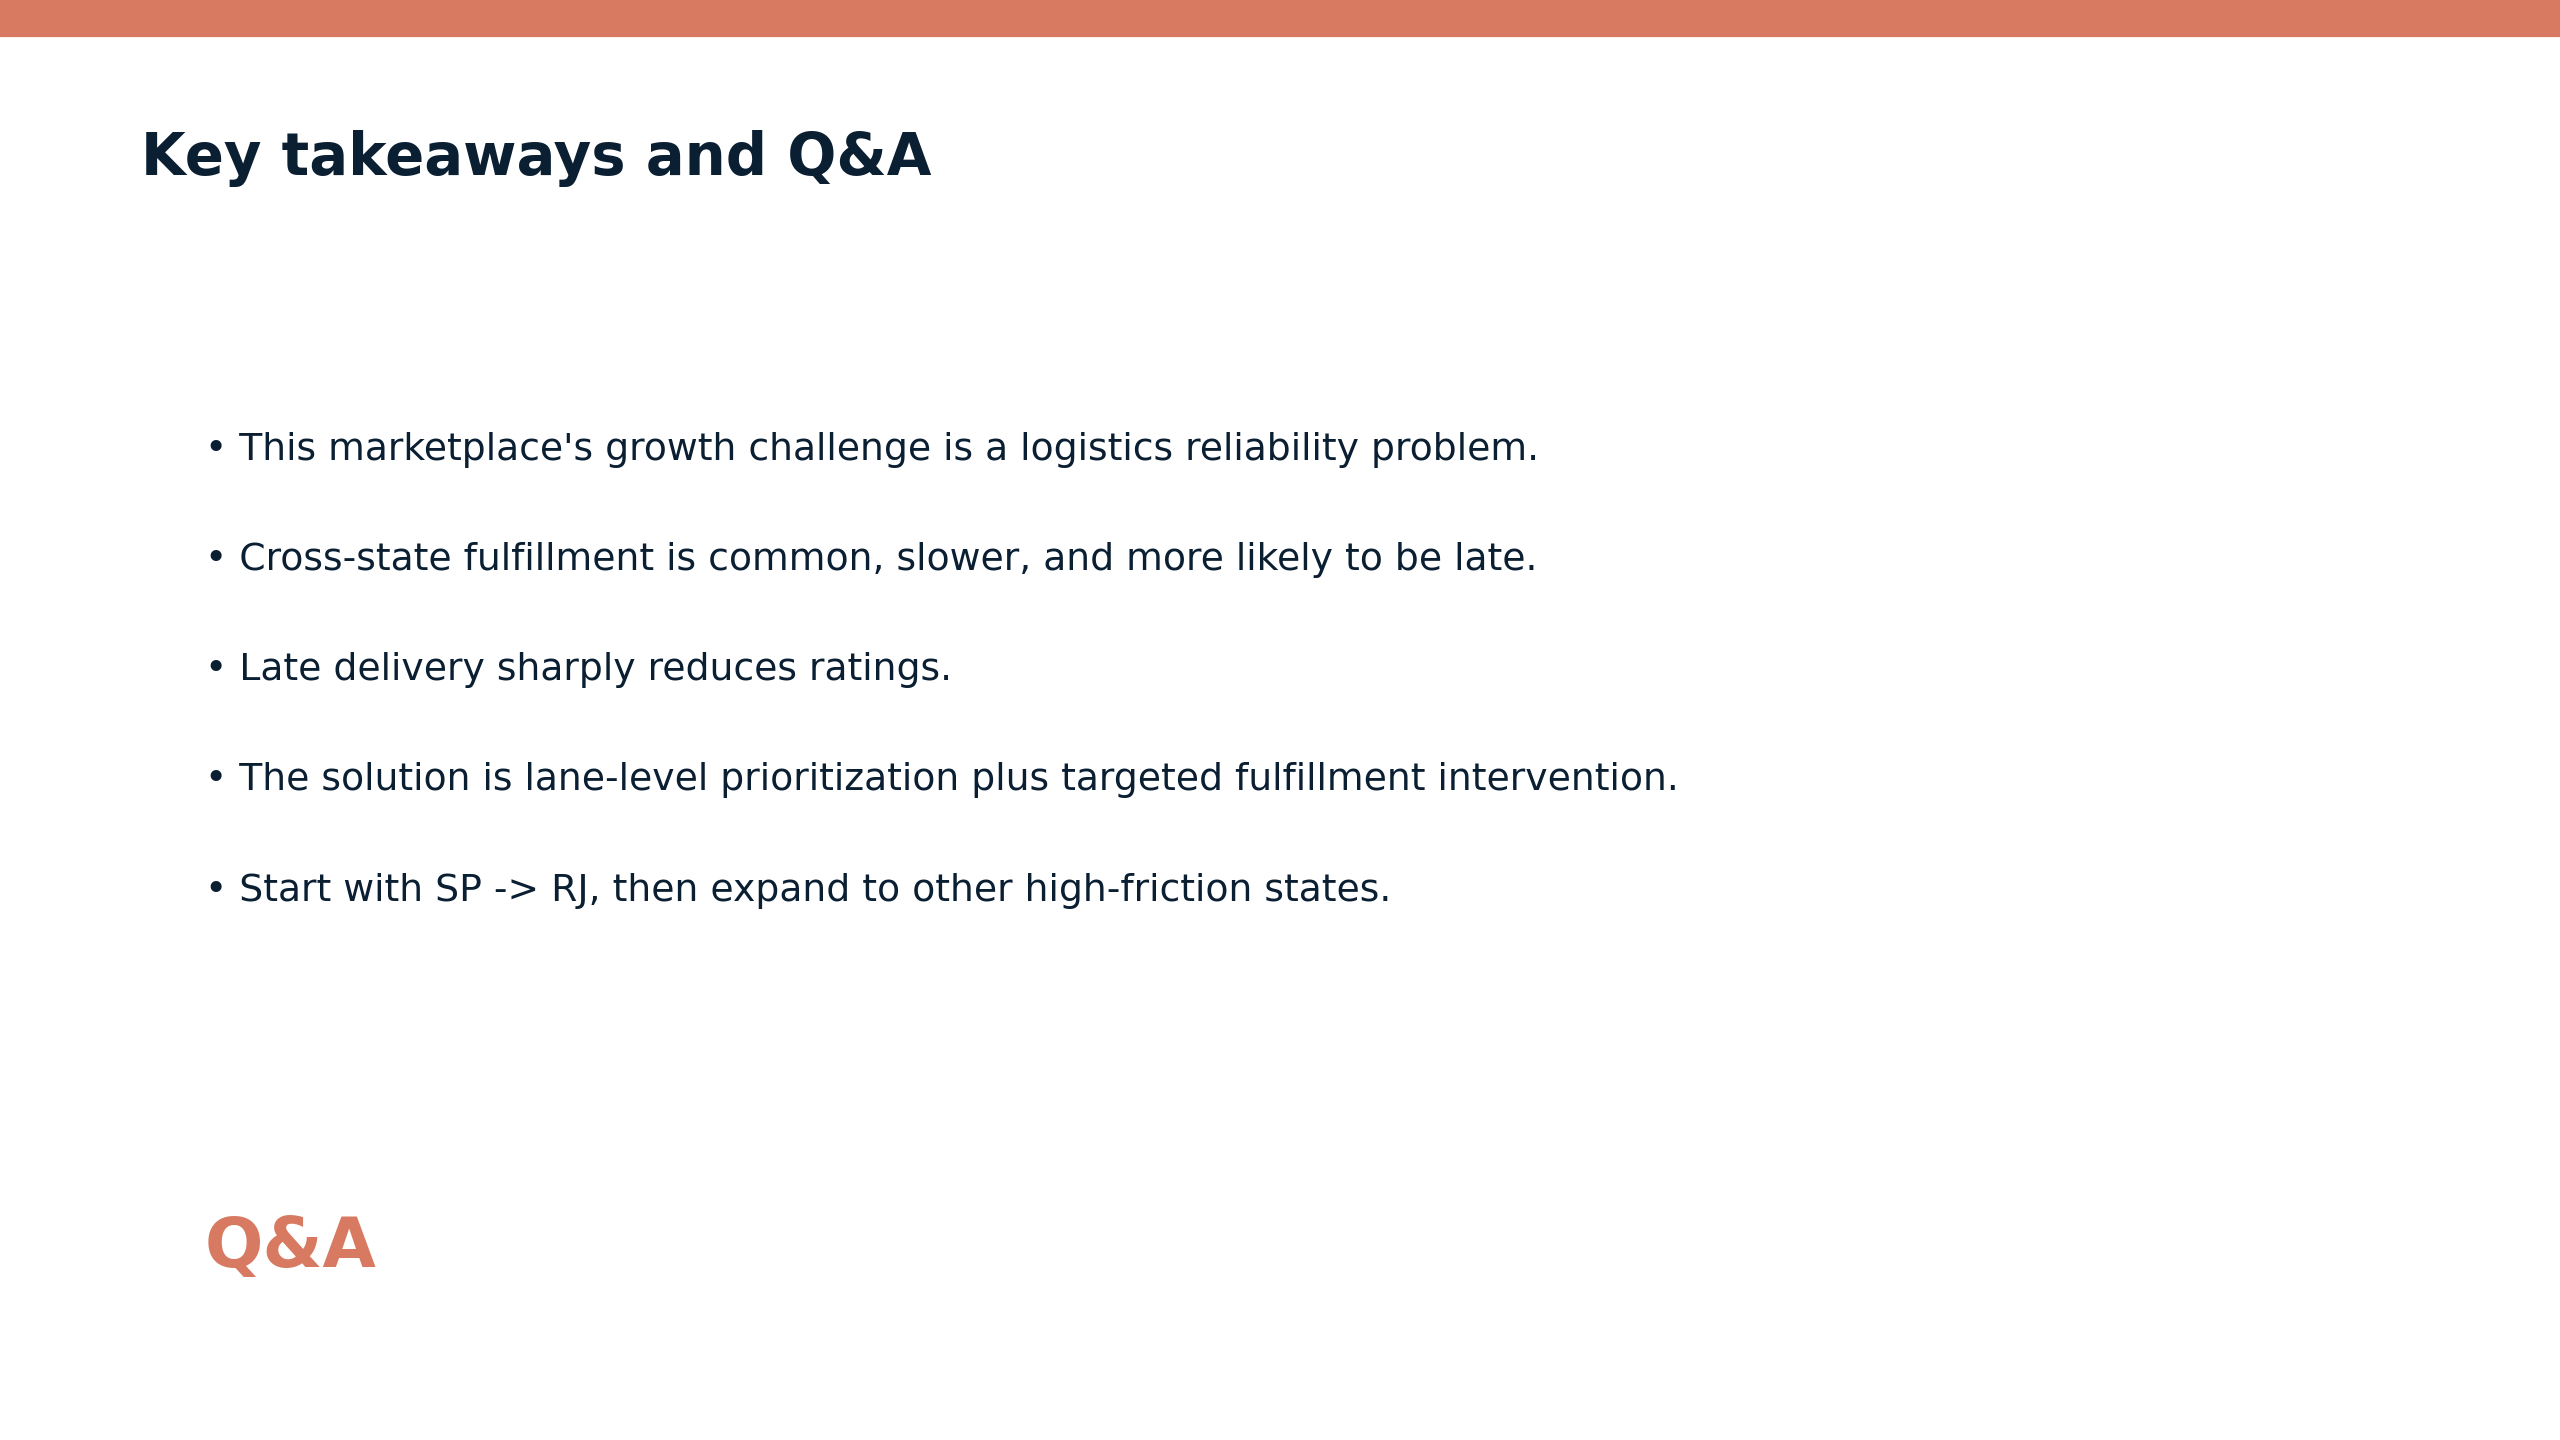 Key takeaways and Q&A
• This marketplace's growth challenge is a logistics reliability problem.
• Cross-state fulfillment is common, slower, and more likely to be late.
• Late delivery sharply reduces ratings.
• The solution is lane-level prioritization plus targeted fulfillment intervention.
• Start with SP -> RJ, then expand to other high-friction states.
Q&A